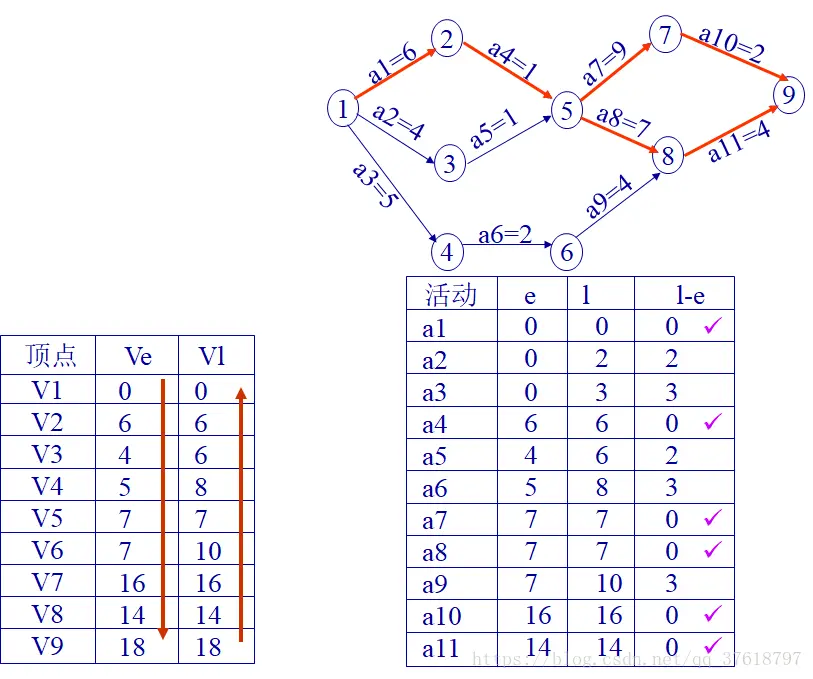 2
7
a1=6
a4=1
a7=9
a10=2
1
a2=4
a5=1
5
a8=7
9
3
8
a11=4
a3=5
a9=4
4
a6=2
6
活动 e l l-e
a1 0 0 0 ✓
a2 0 2 2
a3 0 3 3
a4 6 6 0 ✓
a5 4 6 2
a6 5 8 3
a7 7 7 0 ✓
a8 7 7 0 ✓
a9 7 10 3
a10 16 16 0 ✓
a11 14 14 0 ✓
顶点 Ve Vl
V1 0 0
V2 6 6
V3 4 6
V4 5 8
V5 7 7
V6 7 10
V7 16 16
V8 14 14
V9 18 18
https://blog.csdn.net/qq_37618797